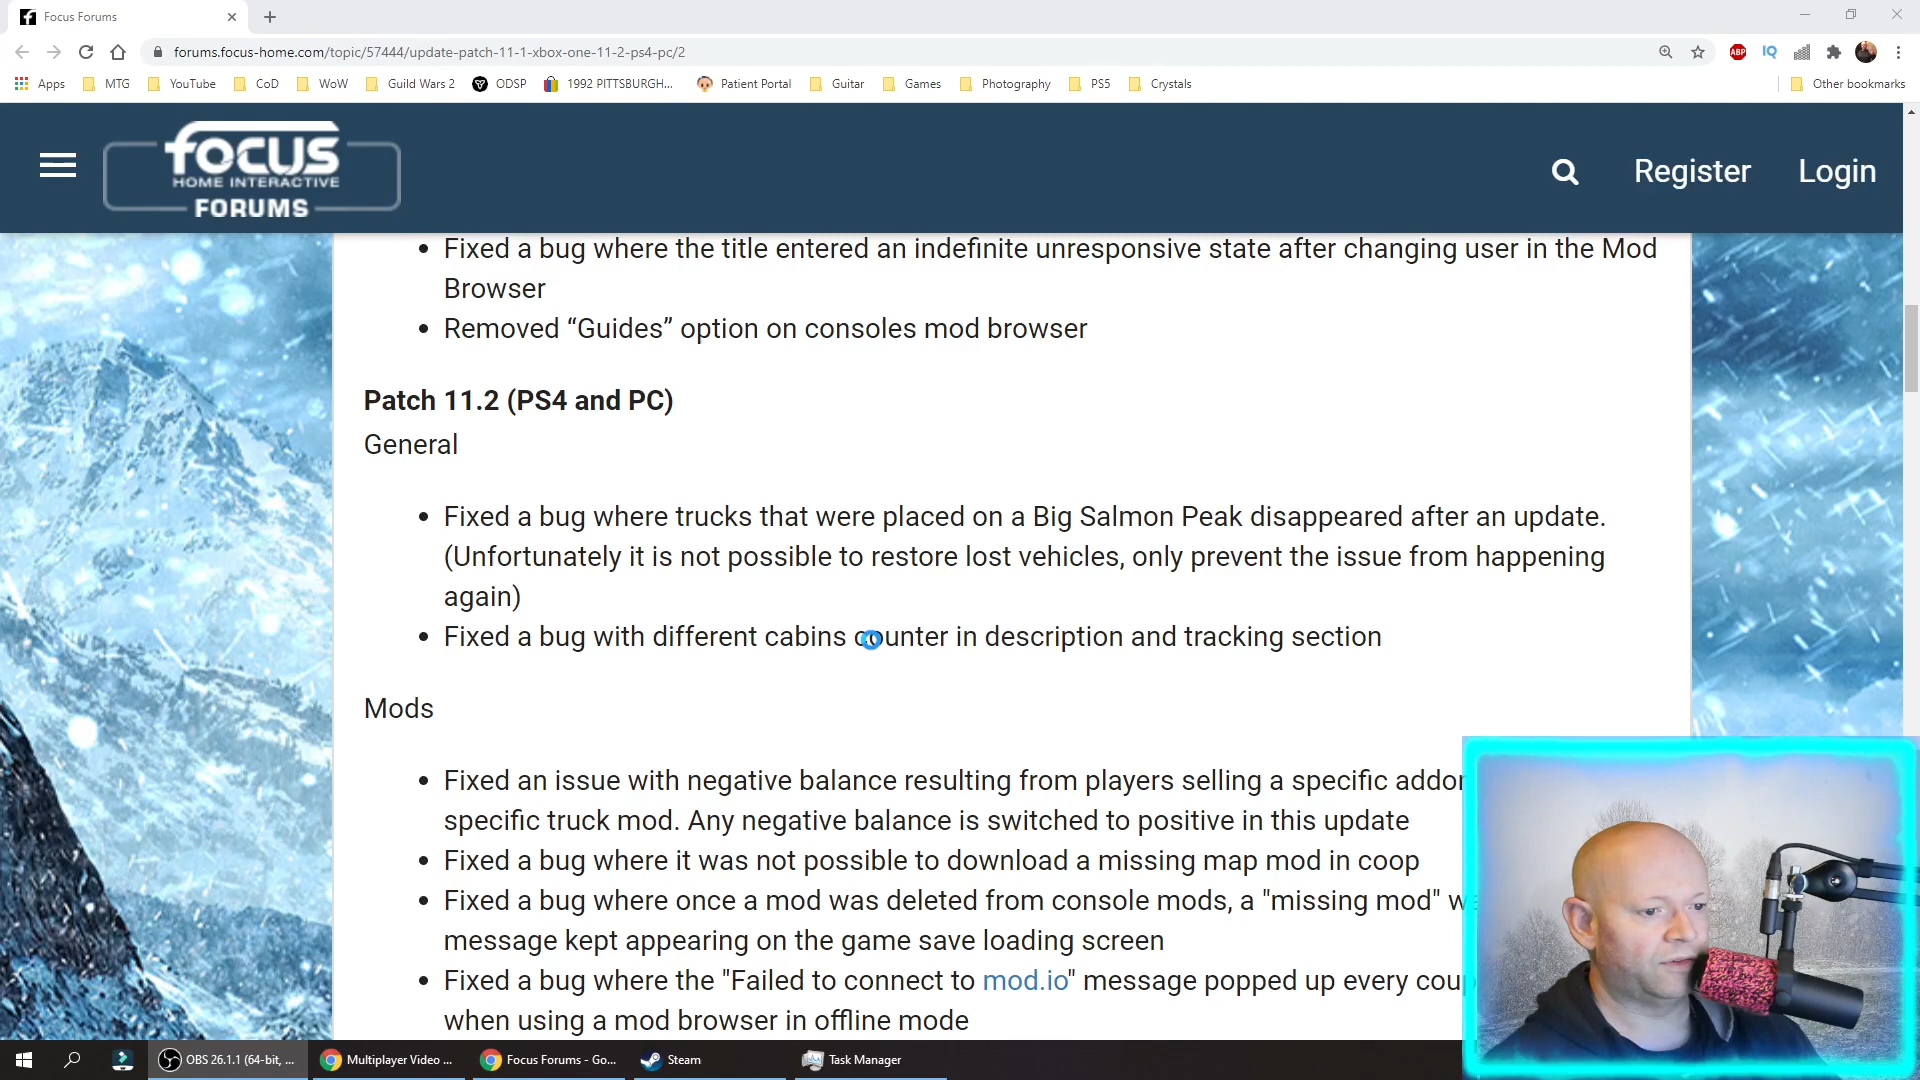 Focus Forums
forums.focus-home.com/topic/57444/update-patch-11-1-xbox-one-11-2-ps4-pc/2
ABP
IQ
Apps MTG YouTube CoD WoW Guild Wars 2 ODSP 1992 PITTSBURGH... Patient Portal Guitar Games Photography PS5 Crystals Other bookmarks
focus
HOME INTERACTIVE
FORUMS
Register Login
Fixed a bug where the title entered an indefinite unresponsive state after changing user in the Mod
Browser
Removed “Guides” option on consoles mod browser
Patch 11.2 (PS4 and PC)
General
Fixed a bug where trucks that were placed on a Big Salmon Peak disappeared after an update.
(Unfortunately it is not possible to restore lost vehicles, only prevent the issue from happening
again)
Fixed a bug with different cabins counter in description and tracking section
Mods
Fixed an issue with negative balance resulting from players selling a specific
specific truck mod. Any negative balance is switched to positive in this update
Fixed a bug where it was not possible to download a missing map mod in coop
Fixed a bug where once a mod was deleted from console mods, a "missing mod"
message kept appearing on the game save loading screen
Fixed a bug where the "Failed to connect to mod.io" message popped up every
when using a mod browser in offline mode
OBS 26.1.1 (64-bit, ... Multiplayer Video ... Focus Forums - Go... Steam Task Manager